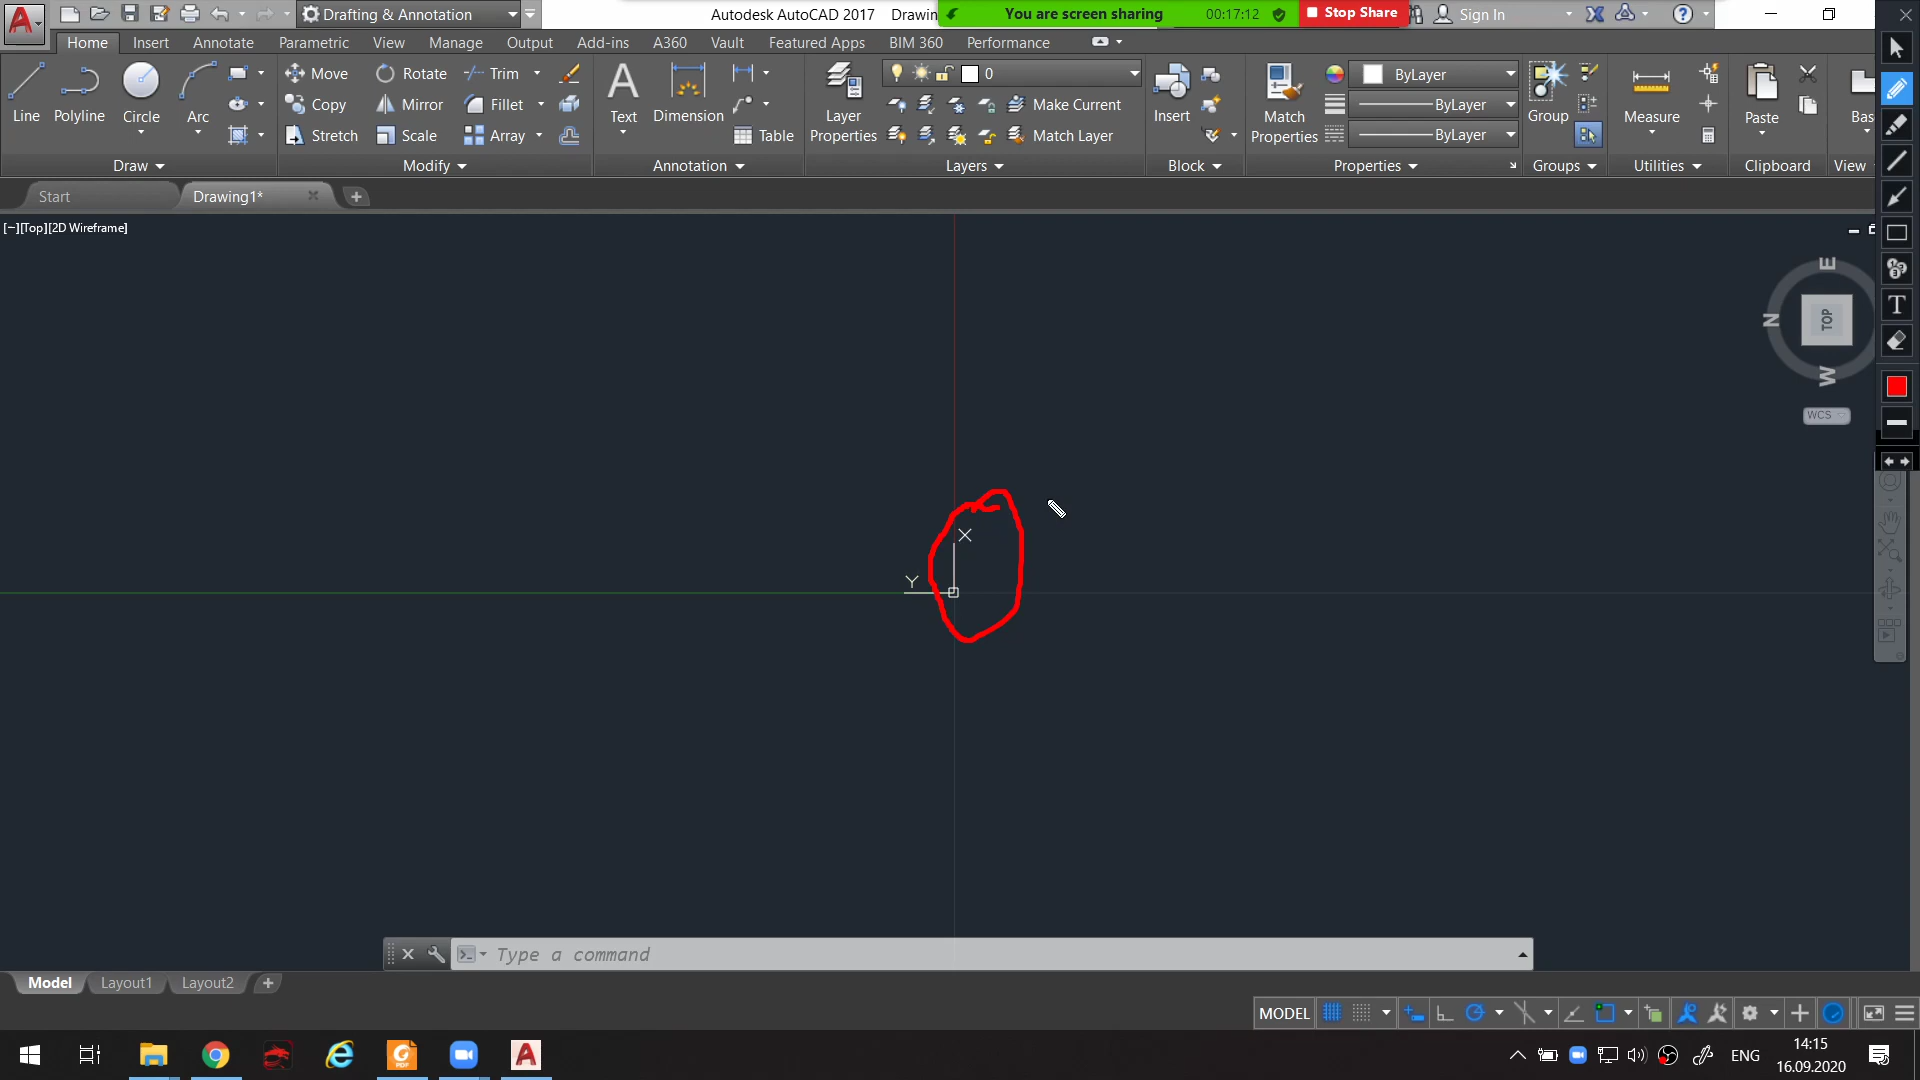 Drafting & Annotation
Autodesk AutoCAD 2017 Drawin
You are screen sharing 00:17:12
Stop Share
Sign In
Home Insert Annotate Parametric View Manage Output Add-ins A360 Vault Featured Apps BIM 360 Performance
Line Polyline Circle Arc
Move Rotate Trim
Copy Mirror Fillet
Stretch Scale Array
Text Dimension Table
Layer Properties
0
Make Current
Match Layer
Insert
Match Properties
ByLayer
ByLayer
ByLayer
Group
Measure
Paste
Bas
Draw Modify Annotation Layers Block Properties Groups Utilities Clipboard View
Start Drawing1*
[−][Top][2D Wireframe]
E
N
TOP
W
WCS
X
Y
Type a command
Model Layout1 Layout2
MODEL
ENG
14:15
16.09.2020